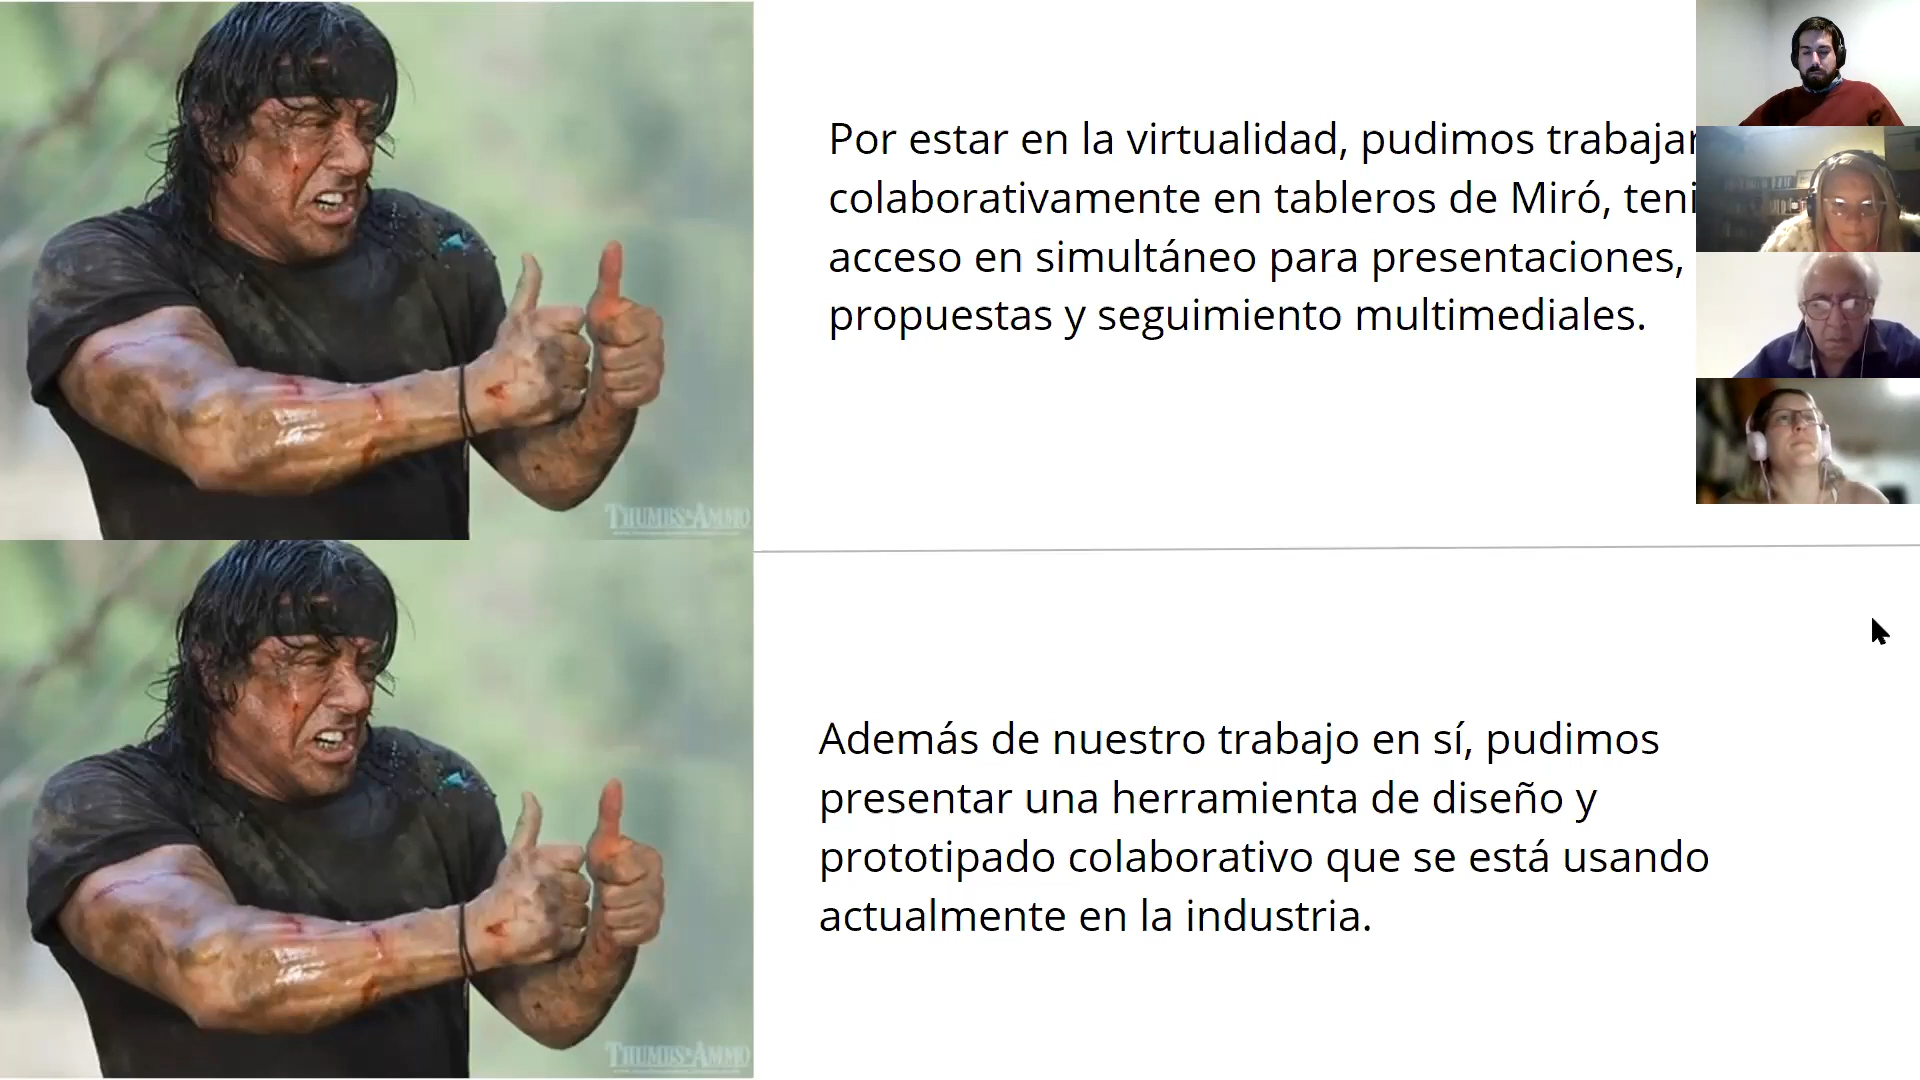 Por estar en la virtualidad, pudimos trabajar
colaborativamente en tableros de Miró,
acceso en simultáneo para presentaciones,
propuestas y seguimiento multimediales.
THUMBS & AMMO
Además de nuestro trabajo en sí, pudimos
presentar una herramienta de diseño y
prototipado colaborativo que se está usando
actualmente en la industria.
THUMBS & AMMO